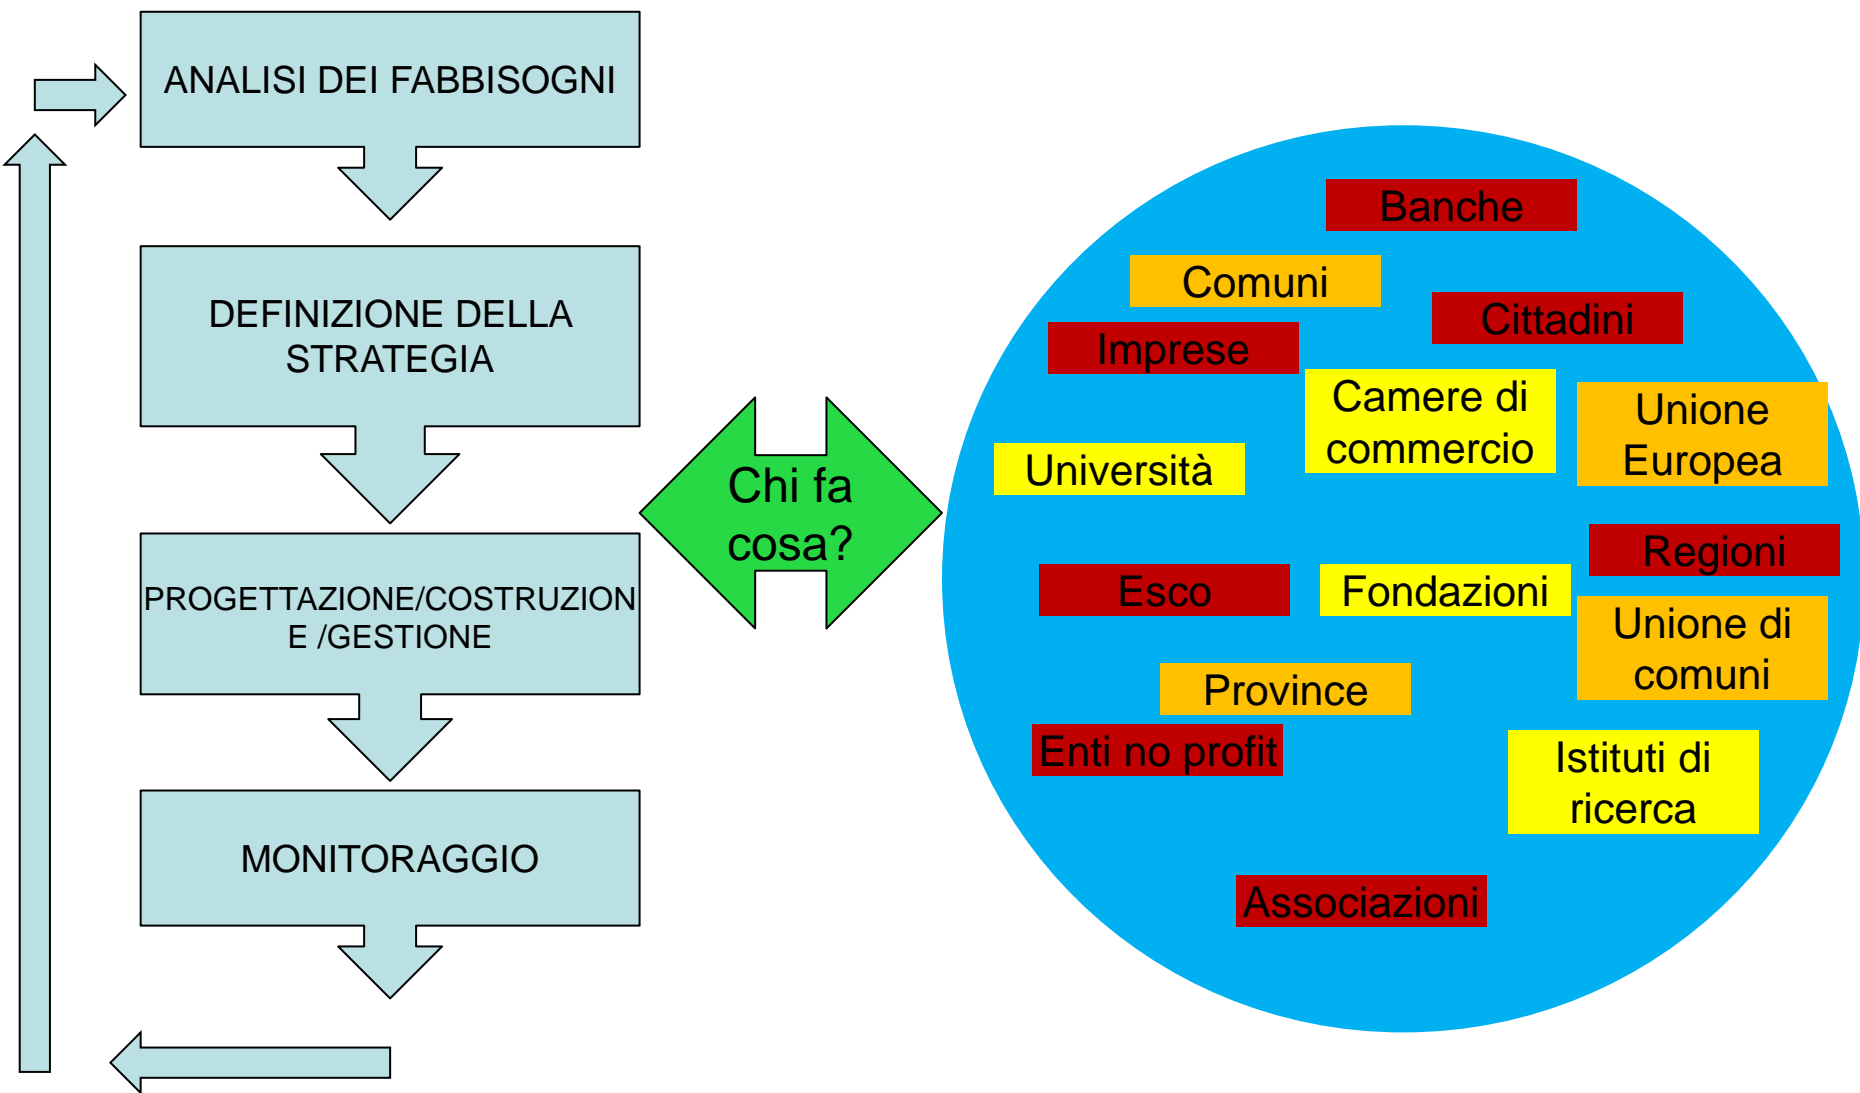 ANALISI DEI FABBISOGNI
DEFINIZIONE DELLA
STRATEGIA
PROGETTAZIONE/COSTRUZION
E /GESTIONE
MONITORAGGIO
Chi fa
cosa?
Banche
Comuni
Cittadini
Imprese
Camere di
commercio
Unione
Europea
Università
Regioni
Esco
Fondazioni
Unione di
comuni
Province
Enti no profit
Istituti di
ricerca
Associazioni